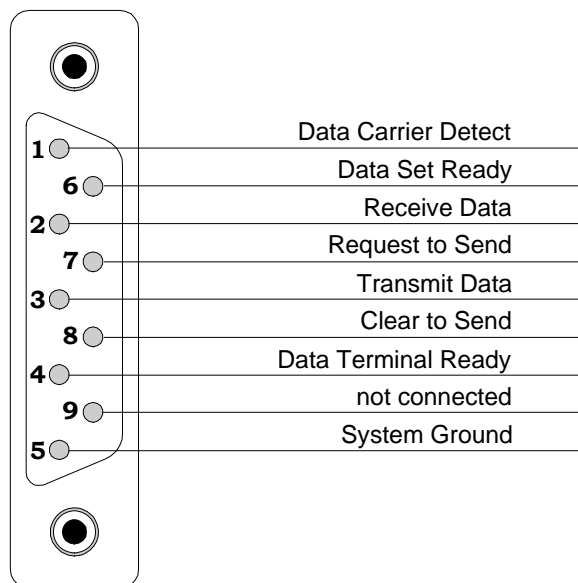 1 Data Carrier Detect
6 Data Set Ready
2 Receive Data
7 Request to Send
3 Transmit Data
8 Clear to Send
4 Data Terminal Ready
9 not connected
5 System Ground